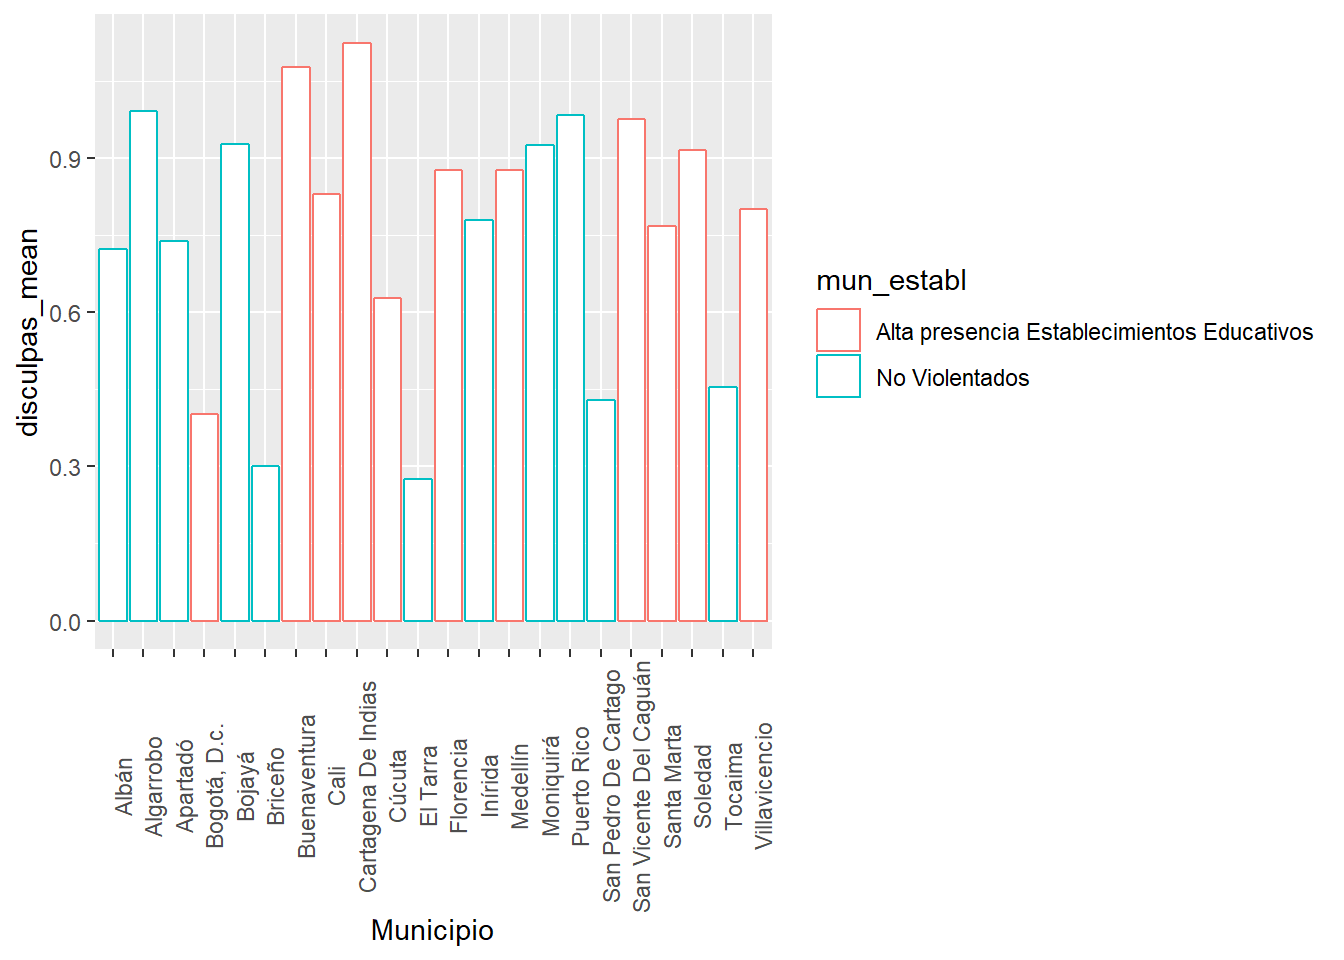 disculpas_mean
0.9
0.6
0.3
0.0
Albán
Algarrobo
Apartadó
Bogotá, D.c.
Bojayá
Briceño
Buenaventura
Cali
Cartagena De Indias
Cúcuta
El Tarra
Florencia
Inírida
Medellín
Moniquirá
Puerto Rico
San Pedro De Cartago
San Vicente Del Caguán
Santa Marta
Soledad
Tocaima
Villavicencio
Municipio
mun_establ
Alta presencia Establecimientos Educativos
No Violentados